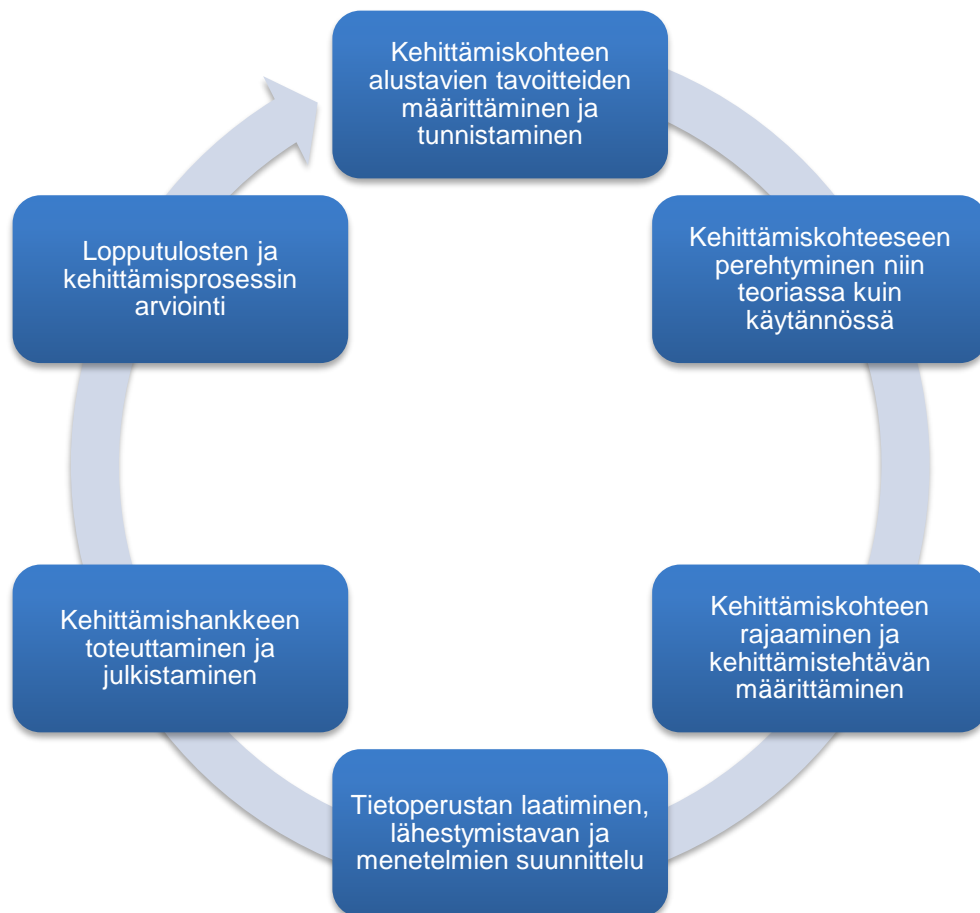 Kehittämiskohteen
alustavien tavoitteiden
määrittäminen ja
tunnistaminen
Kehittämiskohteeseen
perehtyminen niin
teoriassa kuin
käytännössä
Kehittämiskohteen
rajaaminen ja
kehittämistehtävän
määrittäminen
Tietoperustan laatiminen,
lähestymistavan ja
menetelmien suunnittelu
Kehittämishankkeen
toteuttaminen ja
julkistaminen
Lopputulosten ja
kehittämisprosessin
arviointi